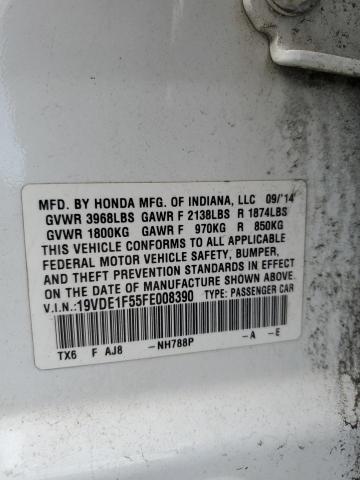 MFD. BY HONDA MFG. OF INDIANA, LLC 09/'14
GVWR 3968LBS GAWR F 2138LBS R 1874LBS
GVWR 1800KG GAWR F 970KG R 850KG
THIS VEHICLE CONFORMS TO ALL APPLICABLE
FEDERAL MOTOR VEHICLE SAFETY, BUMPER,
AND THEFT PREVENTION STANDARDS IN EFFECT
ON THE DATE OF MANUFACTURE SHOWN ABOVE.
V.I.N.:19VDE1F55FE008390 TYPE: PASSENGER CAR
TX6 F AJ8 -NH788P -A -E